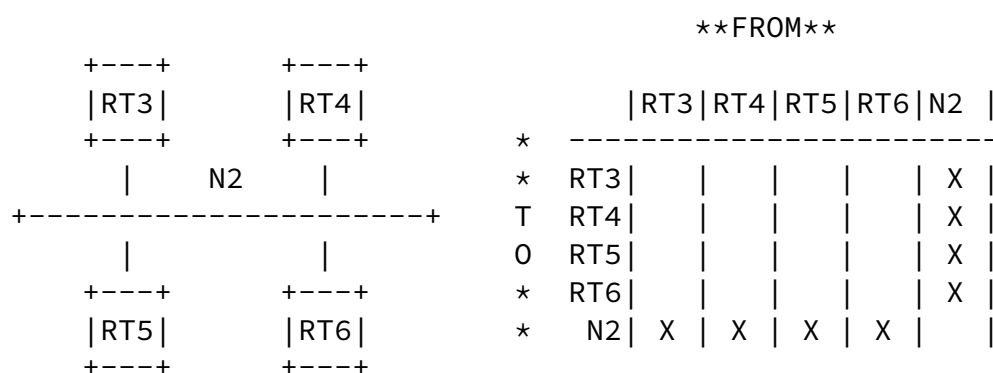 **FROM**
    +---+      +---+
    |RT3|      |RT4|              |RT3|RT4|RT5|RT6|N2 |
    +---+      +---+        *  ------------------------
      |    N2    |          *  RT3|   |   |   |   | X |
+----------------------+    T  RT4|   |   |   |   | X |
      |          |          O  RT5|   |   |   |   | X |
    +---+      +---+        *  RT6|   |   |   |   | X |
    |RT5|      |RT6|        *   N2| X | X | X | X |   |
    +---+      +---+